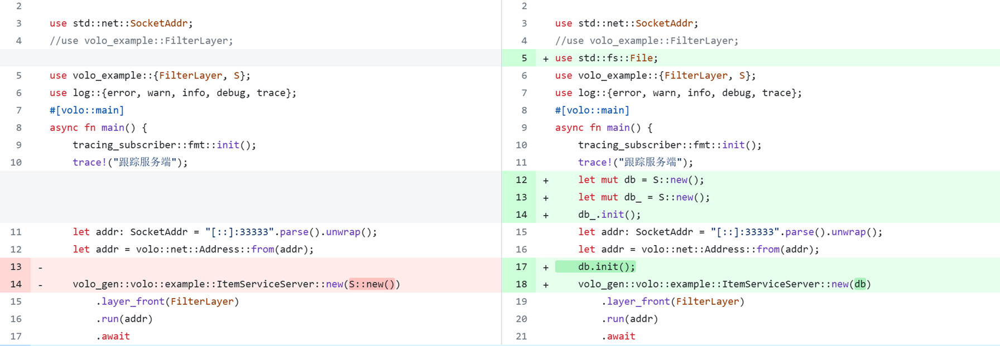 2
3 use std::net::SocketAddr;
4 //use volo_example::FilterLayer;
5 use volo_example::{FilterLayer, S};
6 use log::{error, warn, info, debug, trace};
7 #[volo::main]
8 async fn main() {
9 tracing_subscriber::fmt::init();
10 trace!("跟踪服务端");
11 let addr: SocketAddr = "[::]:33333".parse().unwrap();
12 let addr = volo::net::Address::from(addr);
13 -
14 - volo_gen::volo::example::ItemServiceServer::new(S::new())
15 .layer_front(FilterLayer)
16 .run(addr)
17 .await
2
3 use std::net::SocketAddr;
4 //use volo_example::FilterLayer;
5 + use std::fs::File;
6 use volo_example::{FilterLayer, S};
7 use log::{error, warn, info, debug, trace};
8 #[volo::main]
9 async fn main() {
10 tracing_subscriber::fmt::init();
11 trace!("跟踪服务端");
12 + let mut db = S::new();
13 + let mut db_ = S::new();
14 + db_.init();
15 let addr: SocketAddr = "[::]:33333".parse().unwrap();
16 let addr = volo::net::Address::from(addr);
17 + db.init();
18 + volo_gen::volo::example::ItemServiceServer::new(db)
19 .layer_front(FilterLayer)
20 .run(addr)
21 .await